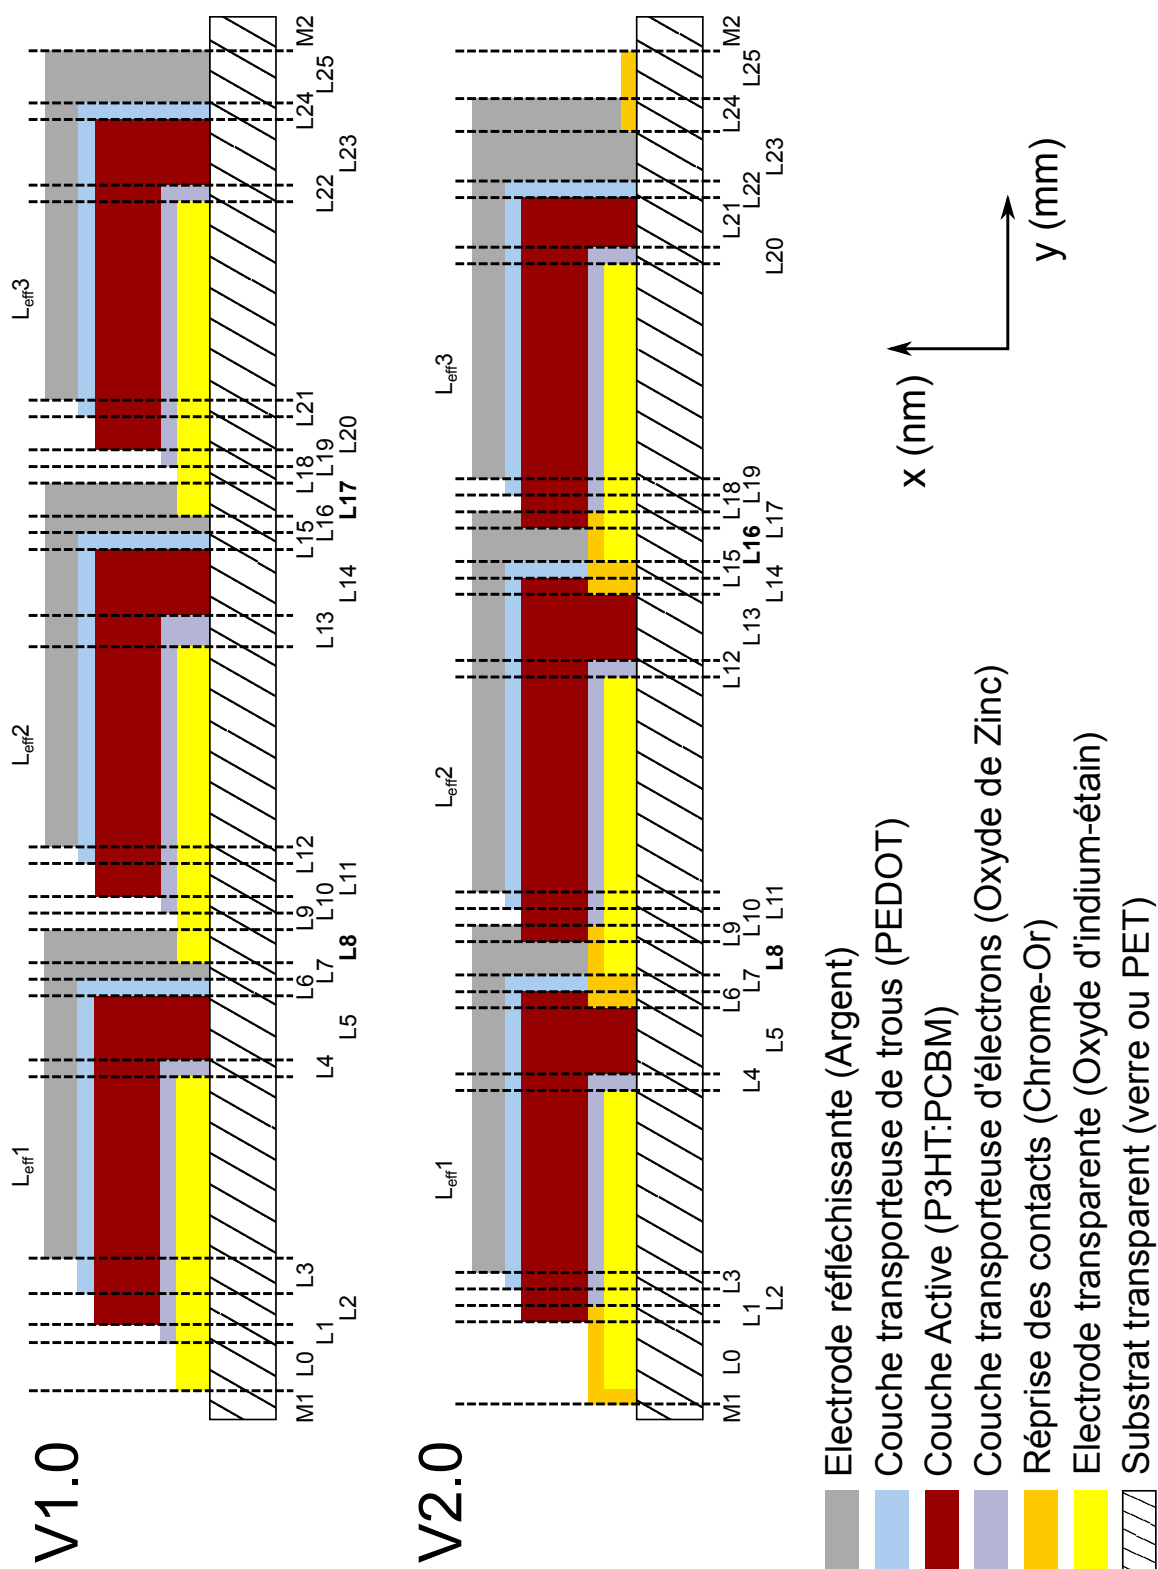 V1.0
Leff1
Leff2
Leff3
M1
L0
L1
L2
L3
L4
L5
L6
L7
L8
L9
L10
L11
L12
L13
L14
L15
L16
L17
L18
L19
L20
L21
L22
L23
L24
L25
M2
V2.0
Leff1
Leff2
Leff3
M1
L0
L1
L2
L3
L4
L5
L6
L7
L8
L9
L10
L11
L12
L13
L14
L15
L16
L17
L18
L19
L20
L21
L22
L23
L24
L25
M2
Electrode réfléchissante (Argent)
Couche transporteuse de trous (PEDOT)
Couche Active (P3HT:PCBM)
Couche transporteuse d'électrons (Oxyde de Zinc)
Réprise des contacts (Chrome-Or)
Electrode transparente (Oxyde d'indium-étain)
Substrat transparent (verre ou PET)
x (nm)
y (mm)